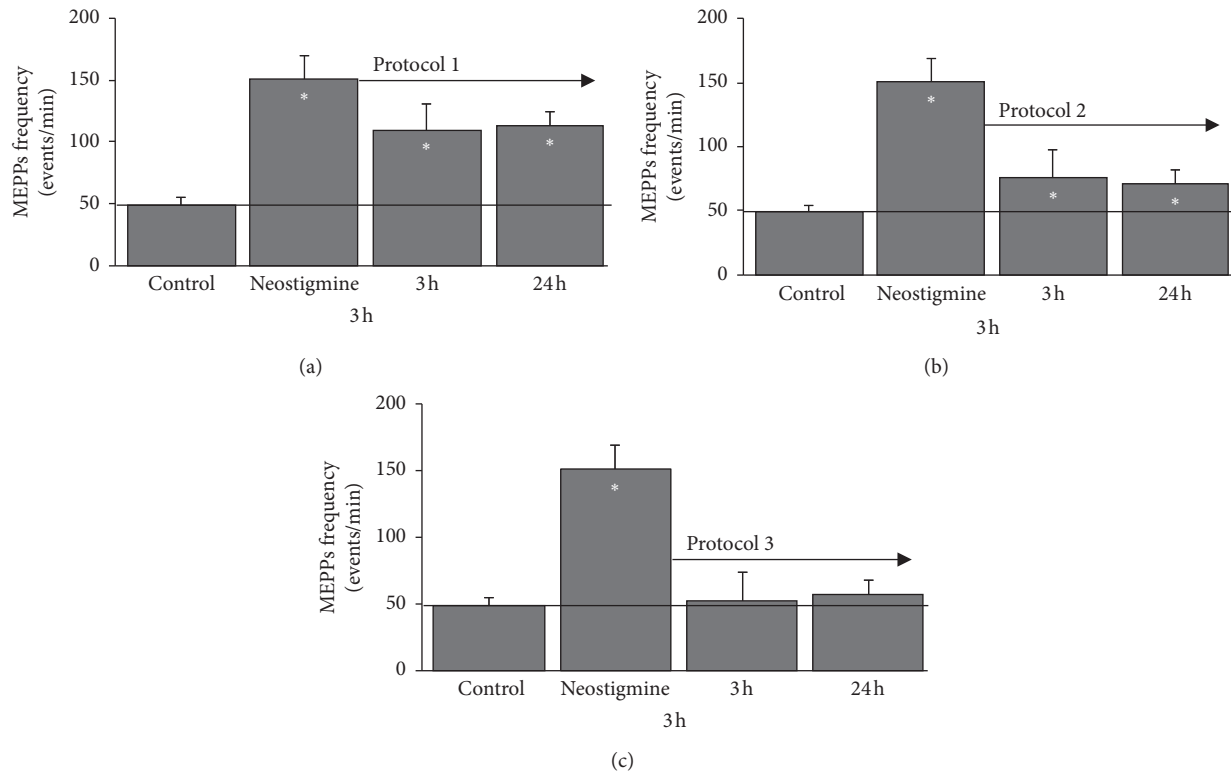 200
150
100
50
0
MEPPs frequency
(events/min)
Protocol 1
*
*
*
Control
Neostigmine
3 h
24 h
3 h
(a)
200
150
100
50
0
MEPPs frequency
(events/min)
Protocol 2
*
*
*
Control
Neostigmine
3 h
24 h
3 h
(b)
200
150
100
50
0
MEPPs frequency
(events/min)
Protocol 3
*
Control
Neostigmine
3 h
24 h
3 h
(c)